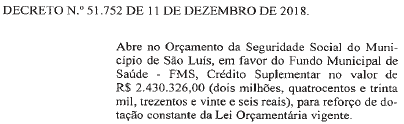 DECRETO N.º 51.752 DE 11 DE DEZEMBRO DE 2018.
Abre no Orçamento da Seguridade Social do Muni-
cípio de São Luís, em favor do Fundo Municipal de
Saúde - FMS, Crédito Suplementar no valor de
R$ 2.430.326,00 (dois milhões, quatrocentos e trinta
mil, trezentos e vinte e seis reais), para reforço de do-
tação constante da Lei Orçamentária vigente.